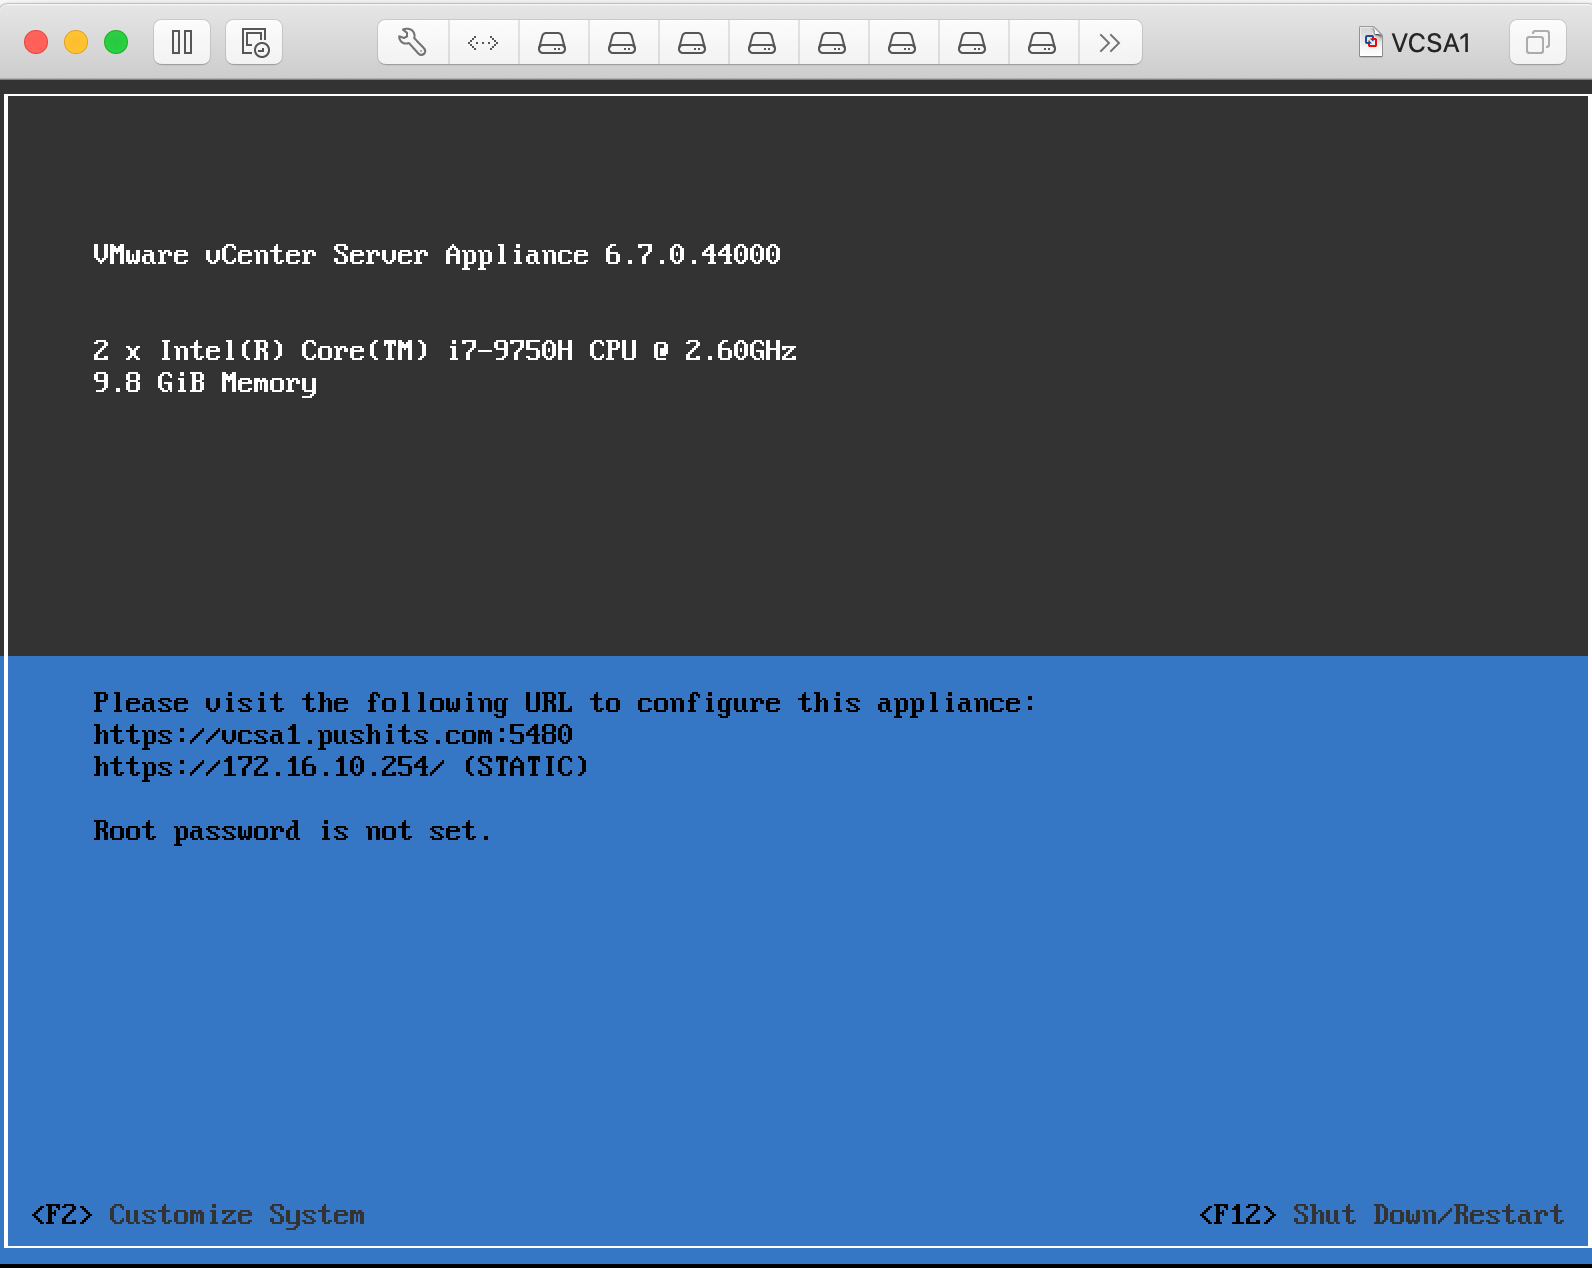 VCSA1
VMware vCenter Server Appliance 6.7.0.44000
2 x Intel(R) Core(TM) i7-9750H CPU @ 2.60GHz
9.8 GiB Memory
Please visit the following URL to configure this appliance:
https://vcsa1.pushits.com:5480
https://172.16.10.254/ (STATIC)
Root password is not set.
<F2> Customize System
<F12> Shut Down/Restart